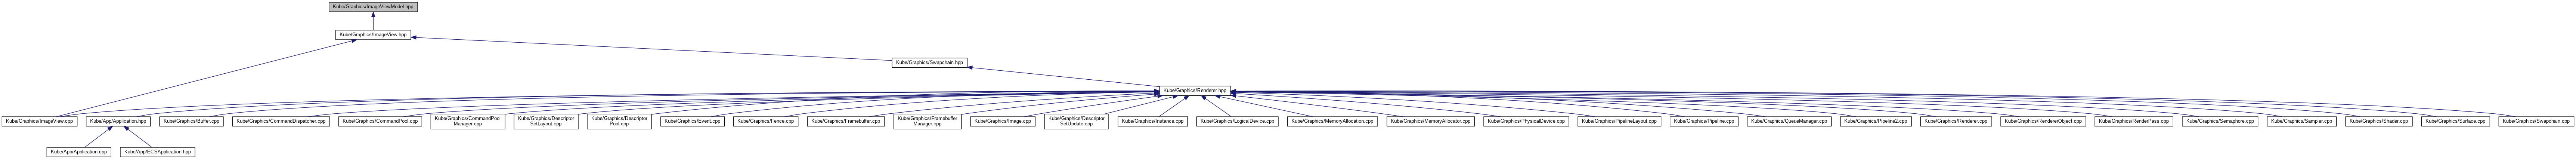 Kube/Graphics/ImageViewModel.hpp
Kube/Graphics/ImageView.hpp
Kube/Graphics/Swapchain.hpp
Kube/Graphics/Renderer.hpp
Kube/Graphics/ImageView.cpp
Kube/App/Application.hpp
Kube/Graphics/Buffer.cpp
Kube/Graphics/CommandDispatcher.cpp
Kube/Graphics/CommandPool.cpp
Kube/Graphics/CommandPool
Manager.cpp
Kube/Graphics/Descriptor
SetLayout.cpp
Kube/Graphics/Descriptor
Pool.cpp
Kube/Graphics/Event.cpp
Kube/Graphics/Fence.cpp
Kube/Graphics/Framebuffer.cpp
Kube/Graphics/Framebuffer
Manager.cpp
Kube/Graphics/Image.cpp
Kube/Graphics/Descriptor
SetUpdate.cpp
Kube/Graphics/Instance.cpp
Kube/Graphics/LogicalDevice.cpp
Kube/Graphics/MemoryAllocation.cpp
Kube/Graphics/MemoryAllocator.cpp
Kube/Graphics/PhysicalDevice.cpp
Kube/Graphics/PipelineLayout.cpp
Kube/Graphics/Pipeline.cpp
Kube/Graphics/QueueManager.cpp
Kube/Graphics/Pipeline2.cpp
Kube/Graphics/Renderer.cpp
Kube/Graphics/RendererObject.cpp
Kube/Graphics/RenderPass.cpp
Kube/Graphics/Semaphore.cpp
Kube/Graphics/Sampler.cpp
Kube/Graphics/Shader.cpp
Kube/Graphics/Surface.cpp
Kube/Graphics/Swapchain.cpp
Kube/App/Application.cpp
Kube/App/ECSApplication.hpp